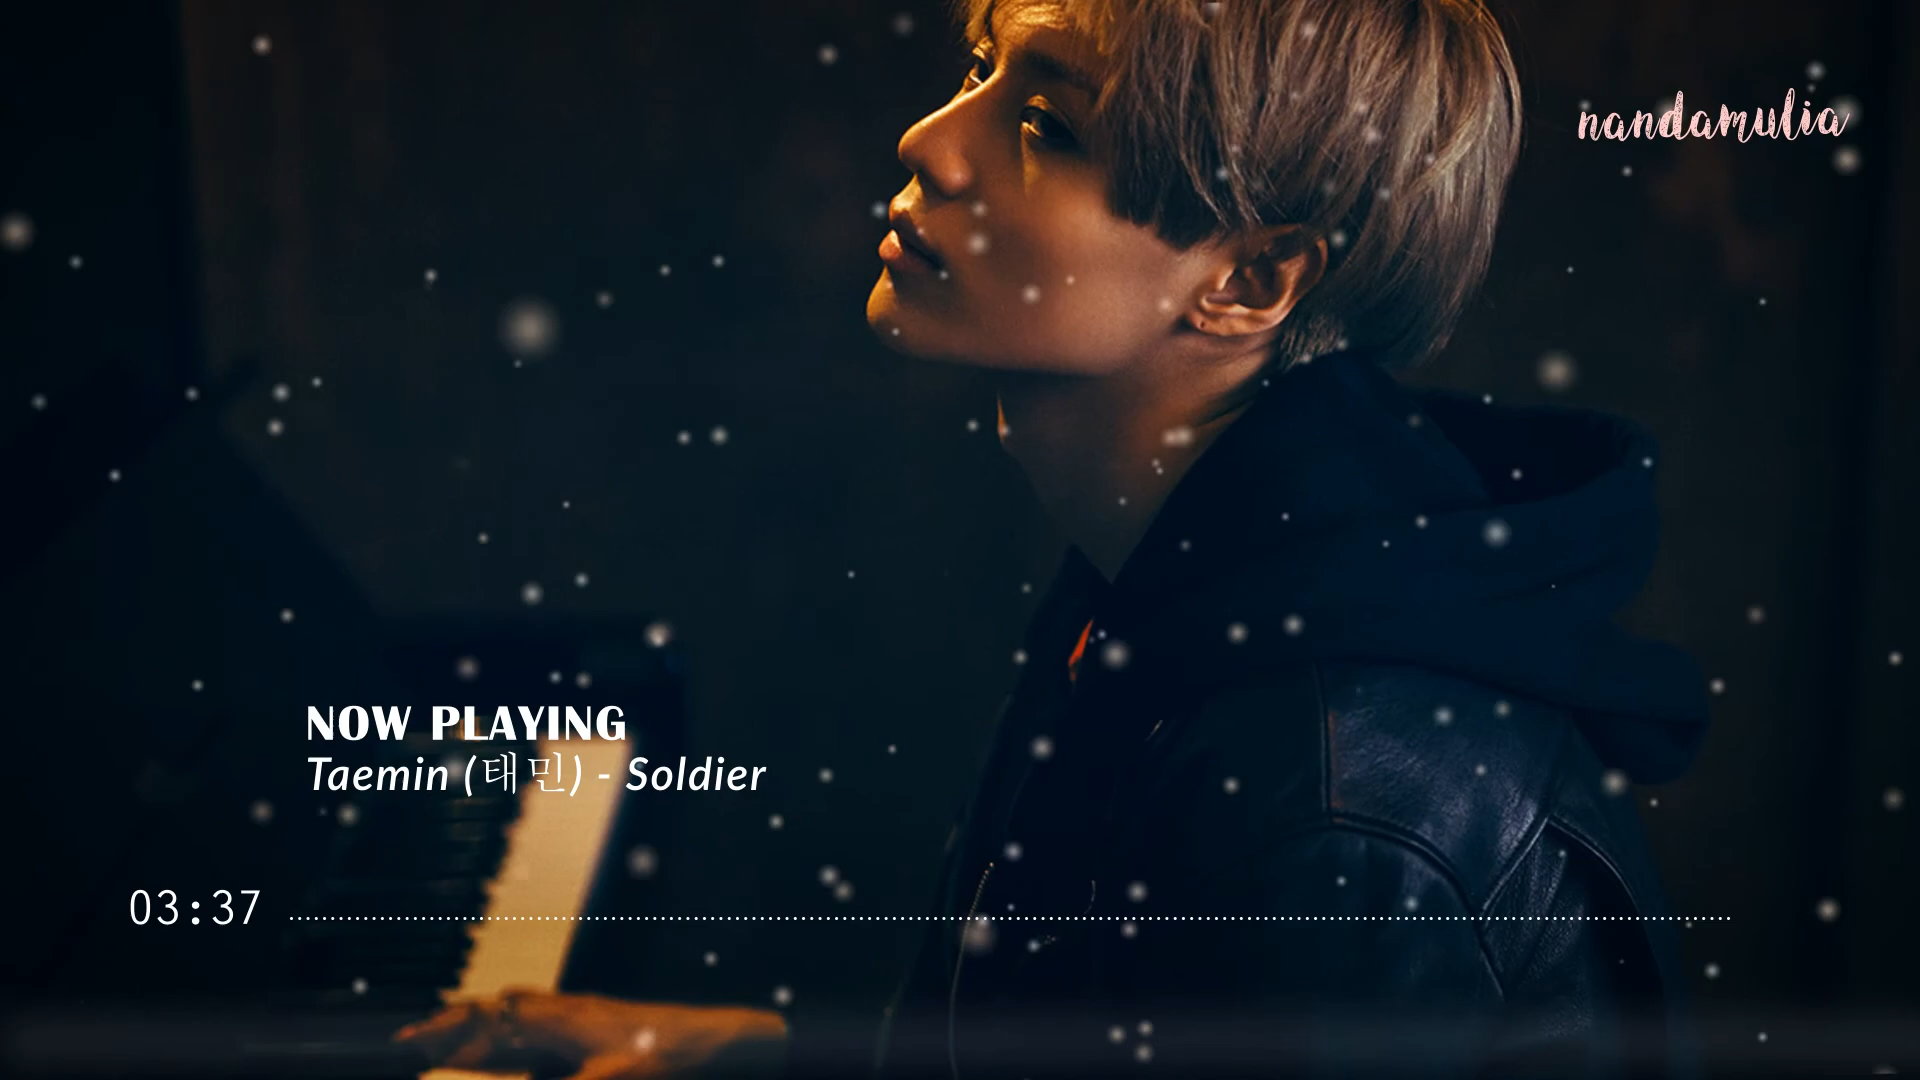 nandamulia
NOW PLAYING
Taemin (태민) - Soldier
03:37